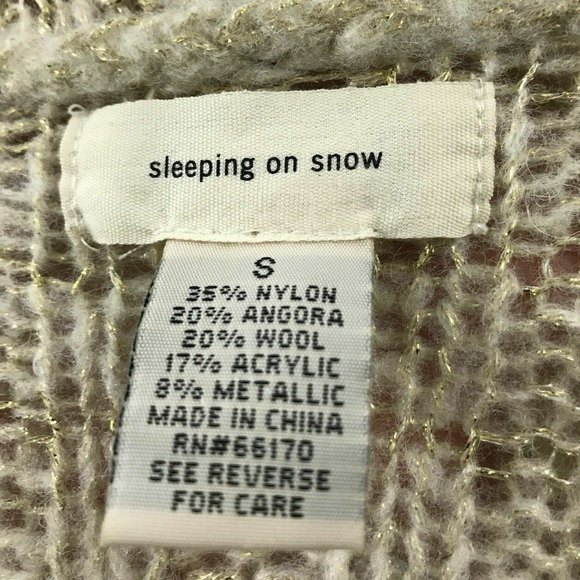 sleeping on snow
S
35% NYLON
20% ANGORA
20% WOOL
17% ACRYLIC
8% METALLIC
MADE IN CHINA
RN#66170
SEE REVERSE
FOR CARE